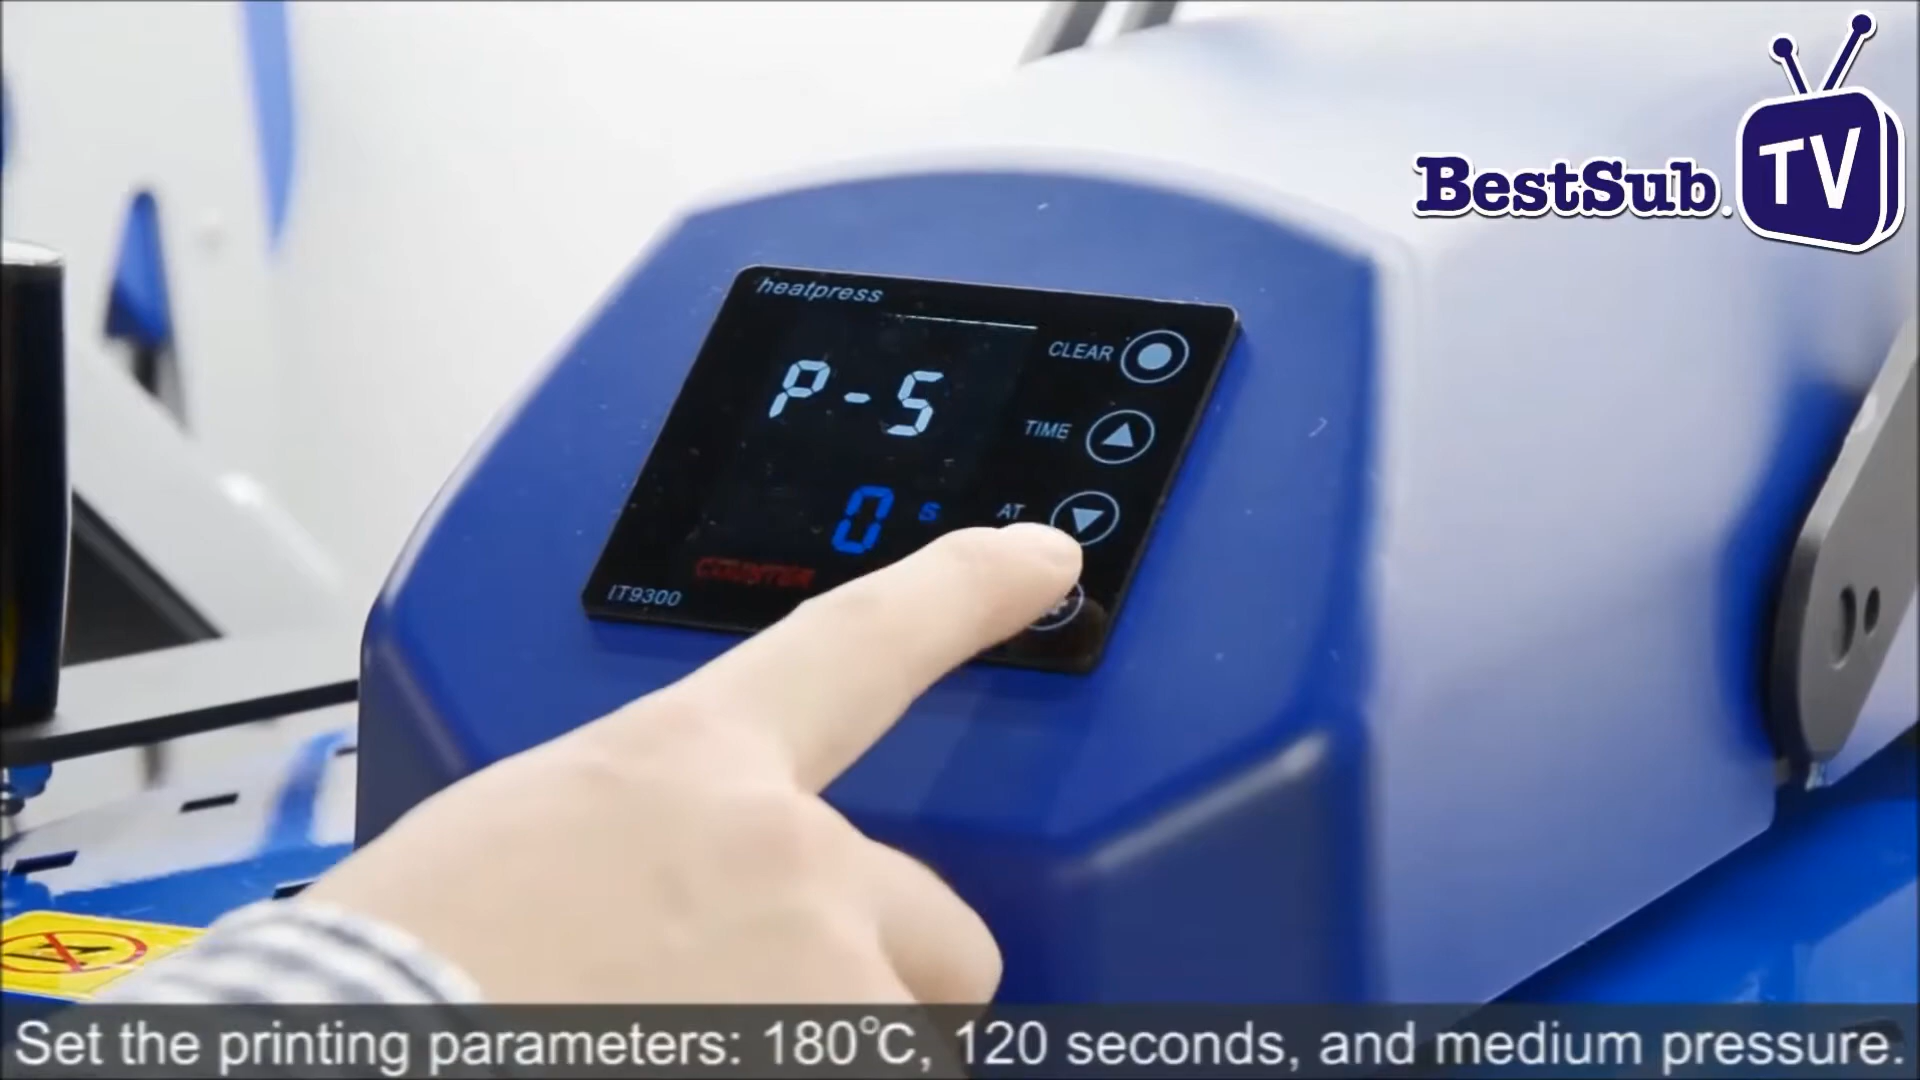 BestSub. TV
heatpress
CLEAR
P-5
TIME
0 s
AT
COUNTER
IT9300
Set the printing parameters: 180°C, 120 seconds, and medium pressure.